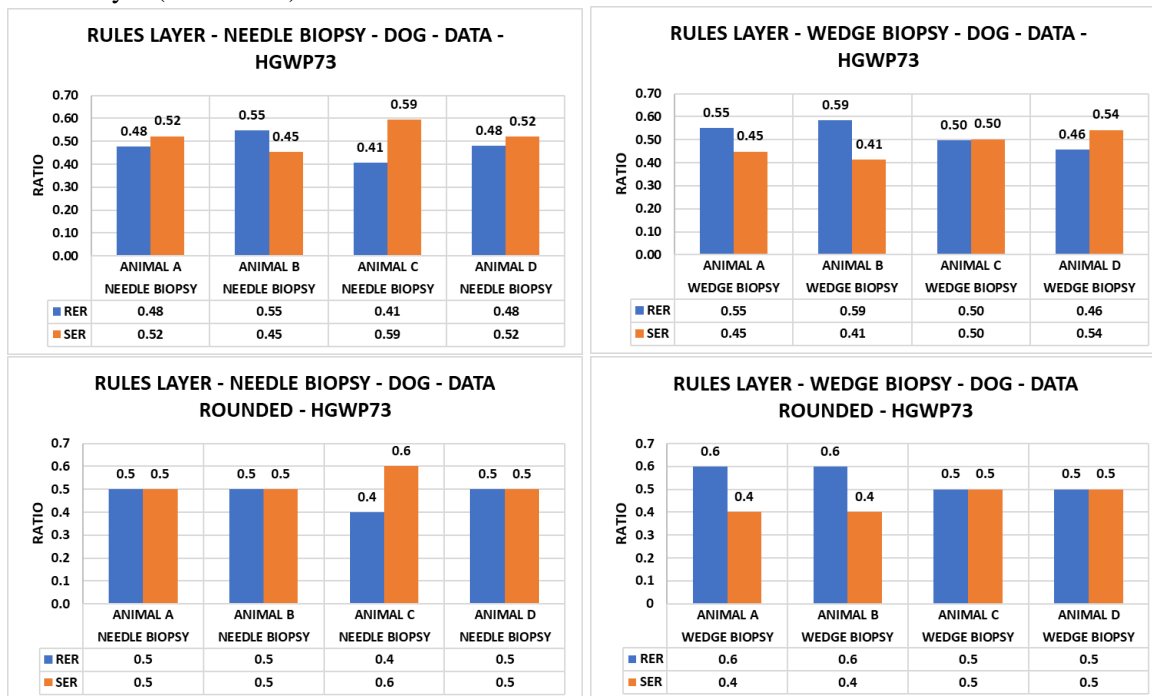 RULES LAYER - NEEDLE BIOPSY - DOG - DATA -
HGWP73
0.70
0.60
0.50
0.40
0.30
0.20
0.10
0.00
RATIO
0.48
0.52
0.55
0.45
0.41
0.59
0.48
0.52
ANIMAL A ANIMAL B ANIMAL C ANIMAL D
NEEDLE BIOPSY NEEDLE BIOPSY NEEDLE BIOPSY NEEDLE BIOPSY
RER 0.48 0.55 0.41 0.48
SER 0.52 0.45 0.59 0.52
RULES LAYER - WEDGE BIOPSY - DOG - DATA -
HGWP73
0.70
0.60
0.50
0.40
0.30
0.20
0.10
0.00
RATIO
0.55
0.45
0.59
0.41
0.50
0.50
0.46
0.54
ANIMAL A ANIMAL B ANIMAL C ANIMAL D
WEDGE BIOPSY WEDGE BIOPSY WEDGE BIOPSY WEDGE BIOPSY
RER 0.55 0.59 0.50 0.46
SER 0.45 0.41 0.50 0.54
RULES LAYER - NEEDLE BIOPSY - DOG - DATA
ROUNDED - HGWP73
0.7
0.6
0.5
0.4
0.3
0.2
0.1
0.0
RATIO
0.5
0.5
0.5
0.5
0.4
0.6
0.5
0.5
ANIMAL A ANIMAL B ANIMAL C ANIMAL D
NEEDLE BIOPSY NEEDLE BIOPSY NEEDLE BIOPSY NEEDLE BIOPSY
RER 0.5 0.5 0.4 0.5
SER 0.5 0.5 0.6 0.5
RULES LAYER - WEDGE BIOPSY - DOG - DATA
ROUNDED - HGWP73
0.7
0.6
0.5
0.4
0.3
0.2
0.1
0
RATIO
0.6
0.4
0.6
0.4
0.5
0.5
0.5
0.5
ANIMAL A ANIMAL B ANIMAL C ANIMAL D
WEDGE BIOPSY WEDGE BIOPSY WEDGE BIOPSY WEDGE BIOPSY
RER 0.6 0.6 0.5 0.5
SER 0.4 0.4 0.5 0.5